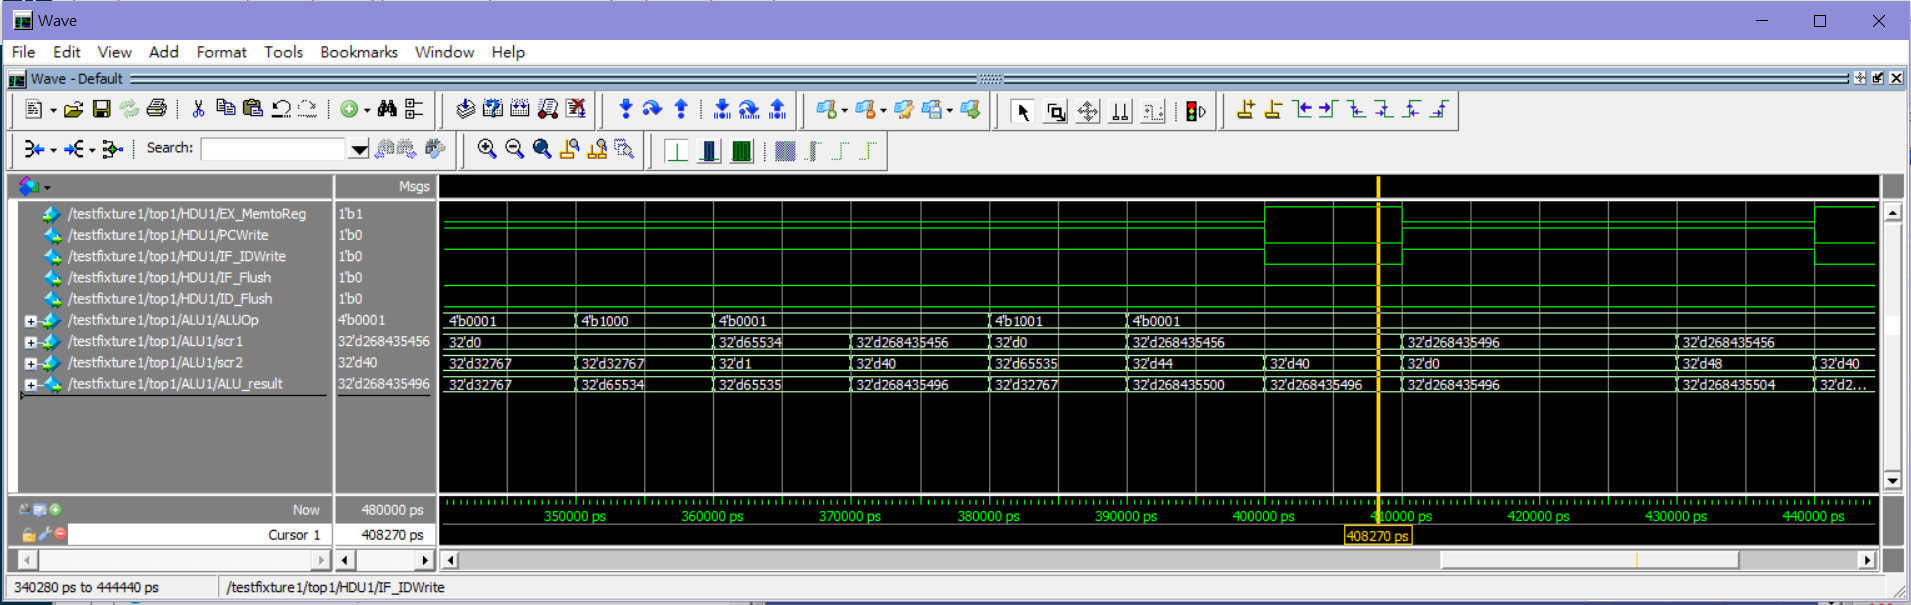 Wave
File Edit View Add Format Tools Bookmarks Window Help
Wave - Default
Search:
Msgs
/testfixture1/top1/HDU1/EX_MemtoReg 1'b1
/testfixture1/top1/HDU1/PCWrite 1'b0
/testfixture1/top1/HDU1/IF_IDWrite 1'b0
/testfixture1/top1/HDU1/IF_Flush 1'b0
/testfixture1/top1/HDU1/ID_Flush 1'b0
/testfixture1/top1/ALU1/ALUOp 4'b0001 4'b0001 4'b1000 4'b0001 4'b1001 4'b0001
/testfixture1/top1/ALU1/scr1 32'd268435456 32'd0 32'd65534 32'd268435456 32'd0 32'd268435456 32'd268435496 32'd268435456
/testfixture1/top1/ALU1/scr2 32'd40 32'd32767 32'd32767 32'd1 32'd40 32'd65535 32'd44 32'd40 32'd0 32'd48 32'd40
/testfixture1/top1/ALU1/ALU_result 32'd268435496 32'd32767 32'd65534 32'd65535 32'd268435496 32'd32767 32'd268435500 32'd268435496 32'd268435496 32'd268435504 32'd2...
Now 480000 ps 350000 ps 360000 ps 370000 ps 380000 ps 390000 ps 400000 ps 410000 ps 420000 ps 430000 ps 440000 ps
Cursor 1 408270 ps 408270 ps
340280 ps to 444440 ps /testfixture1/top1/HDU1/IF_IDWrite